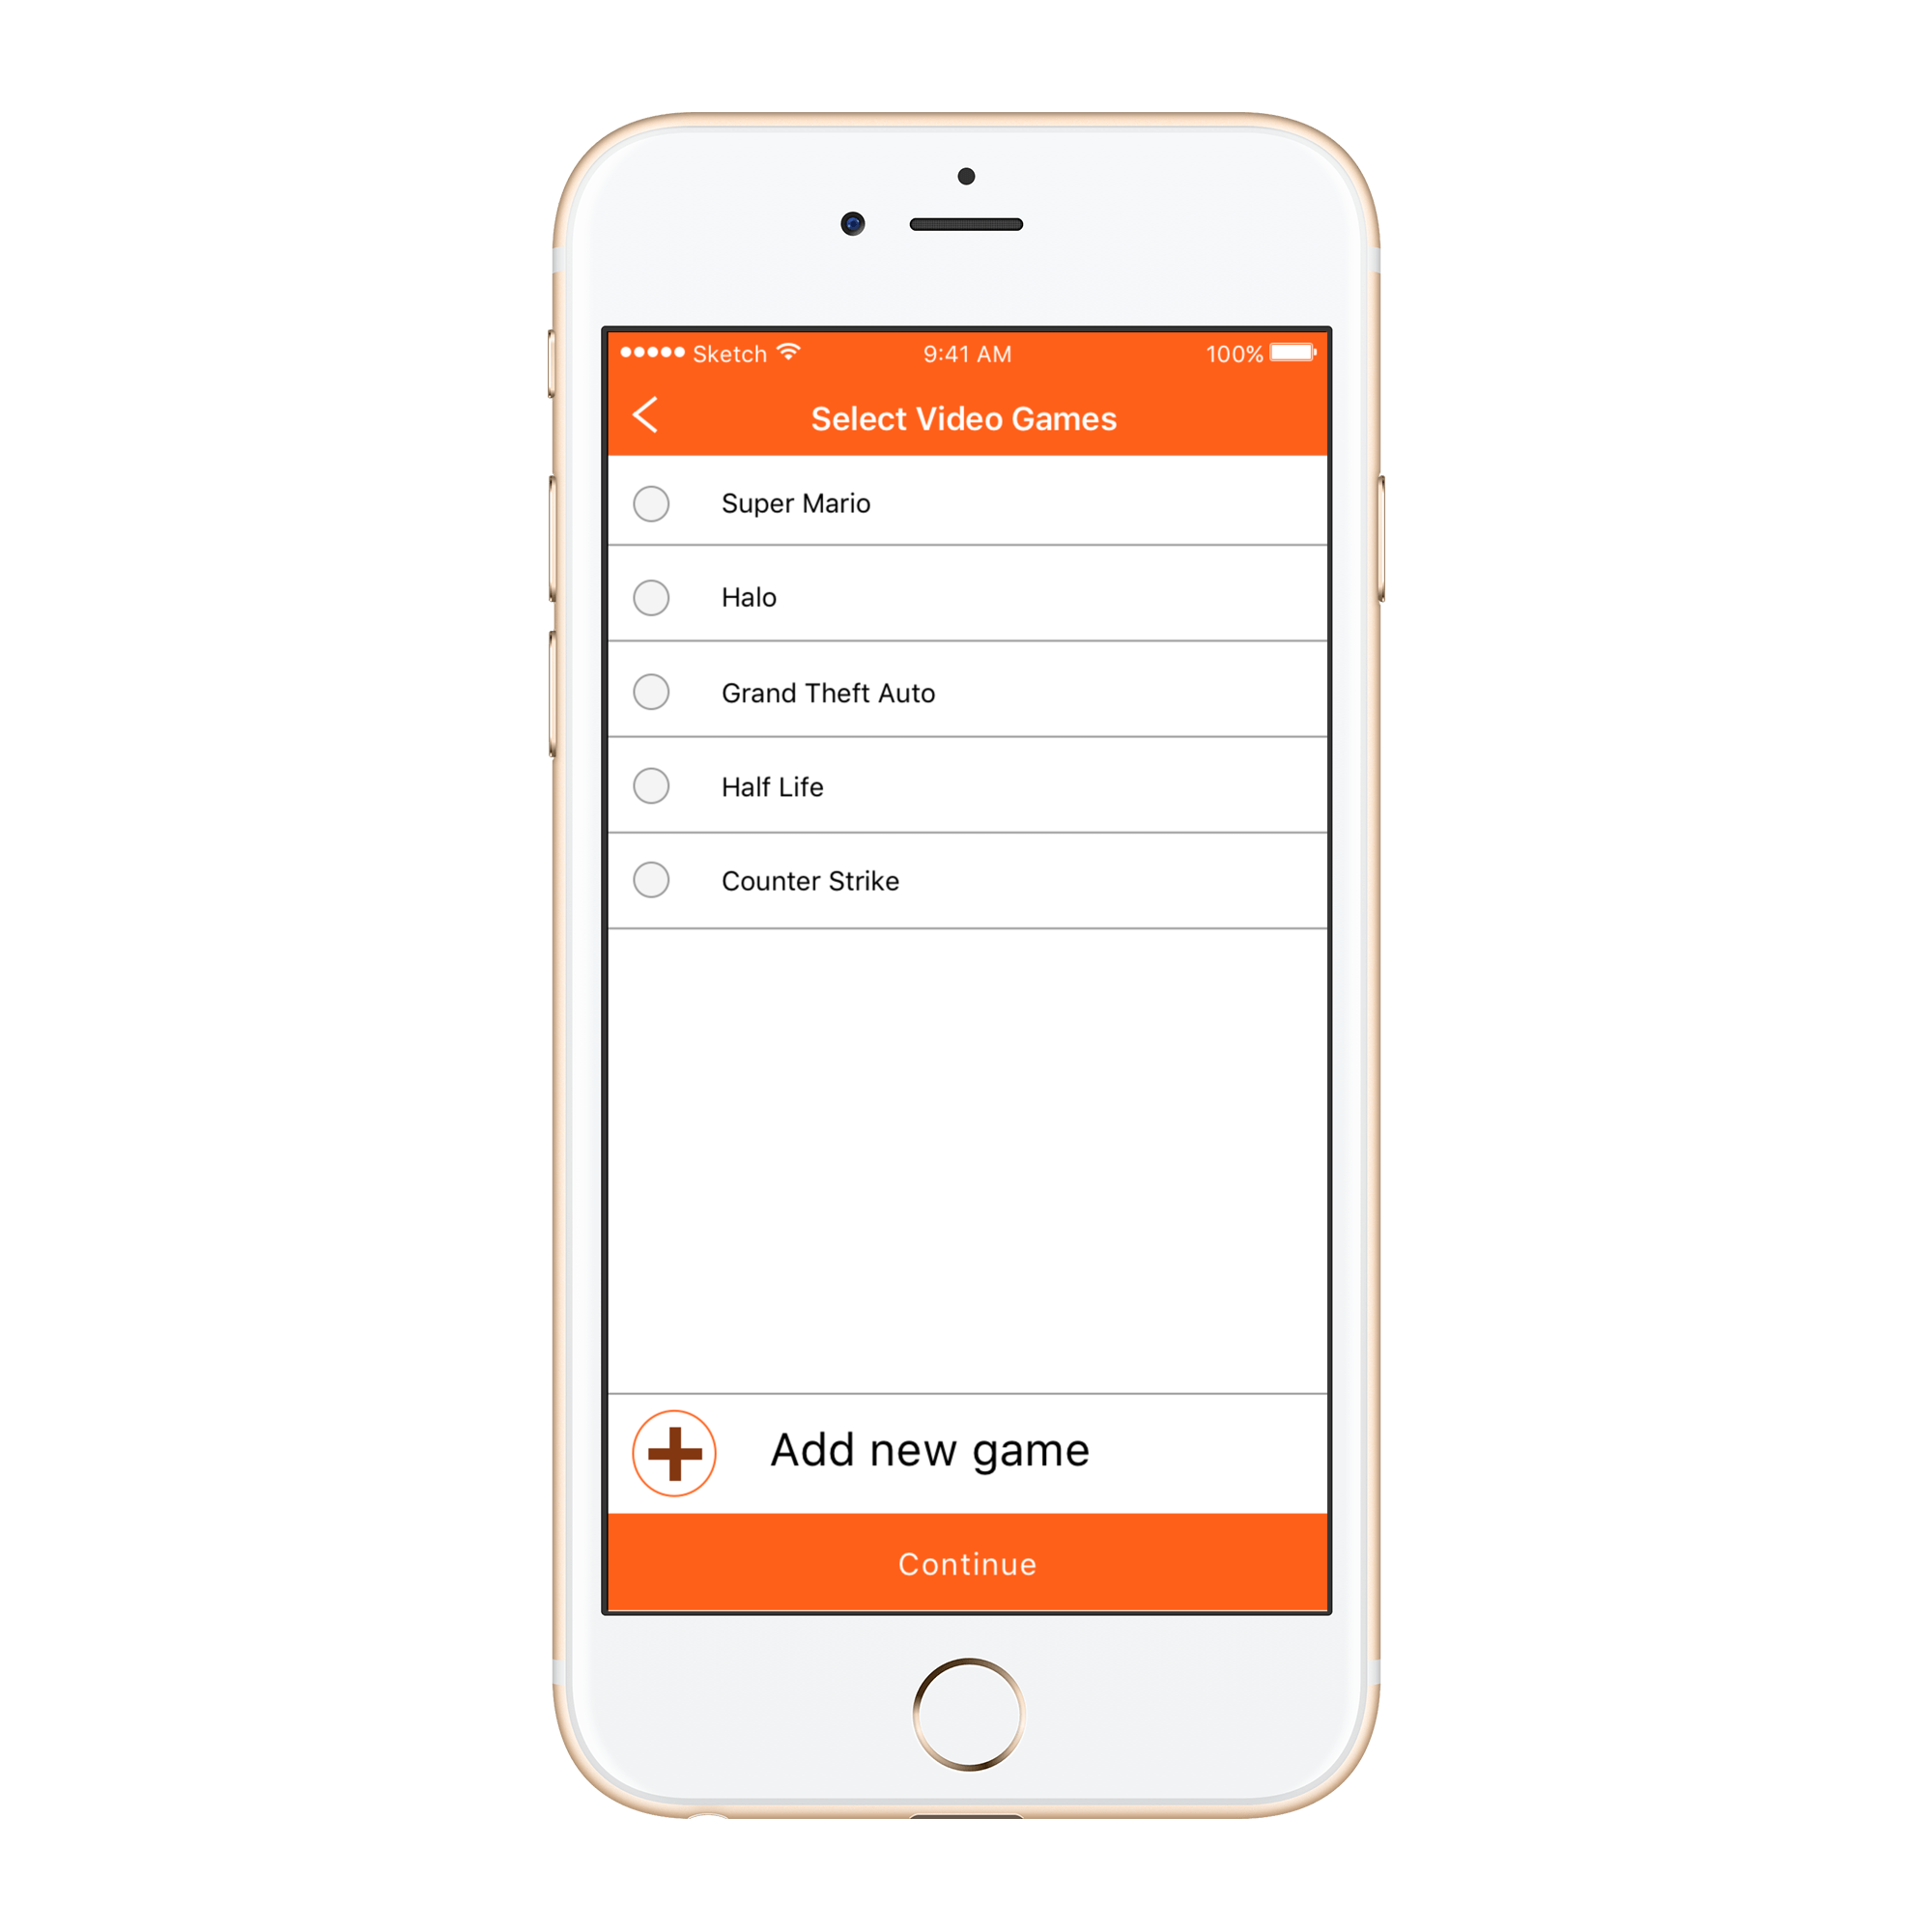 Sketch 9:41 AM 100%
Select Video Games
Super Mario
Halo
Grand Theft Auto
Half Life
Counter Strike
Add new game
Continue